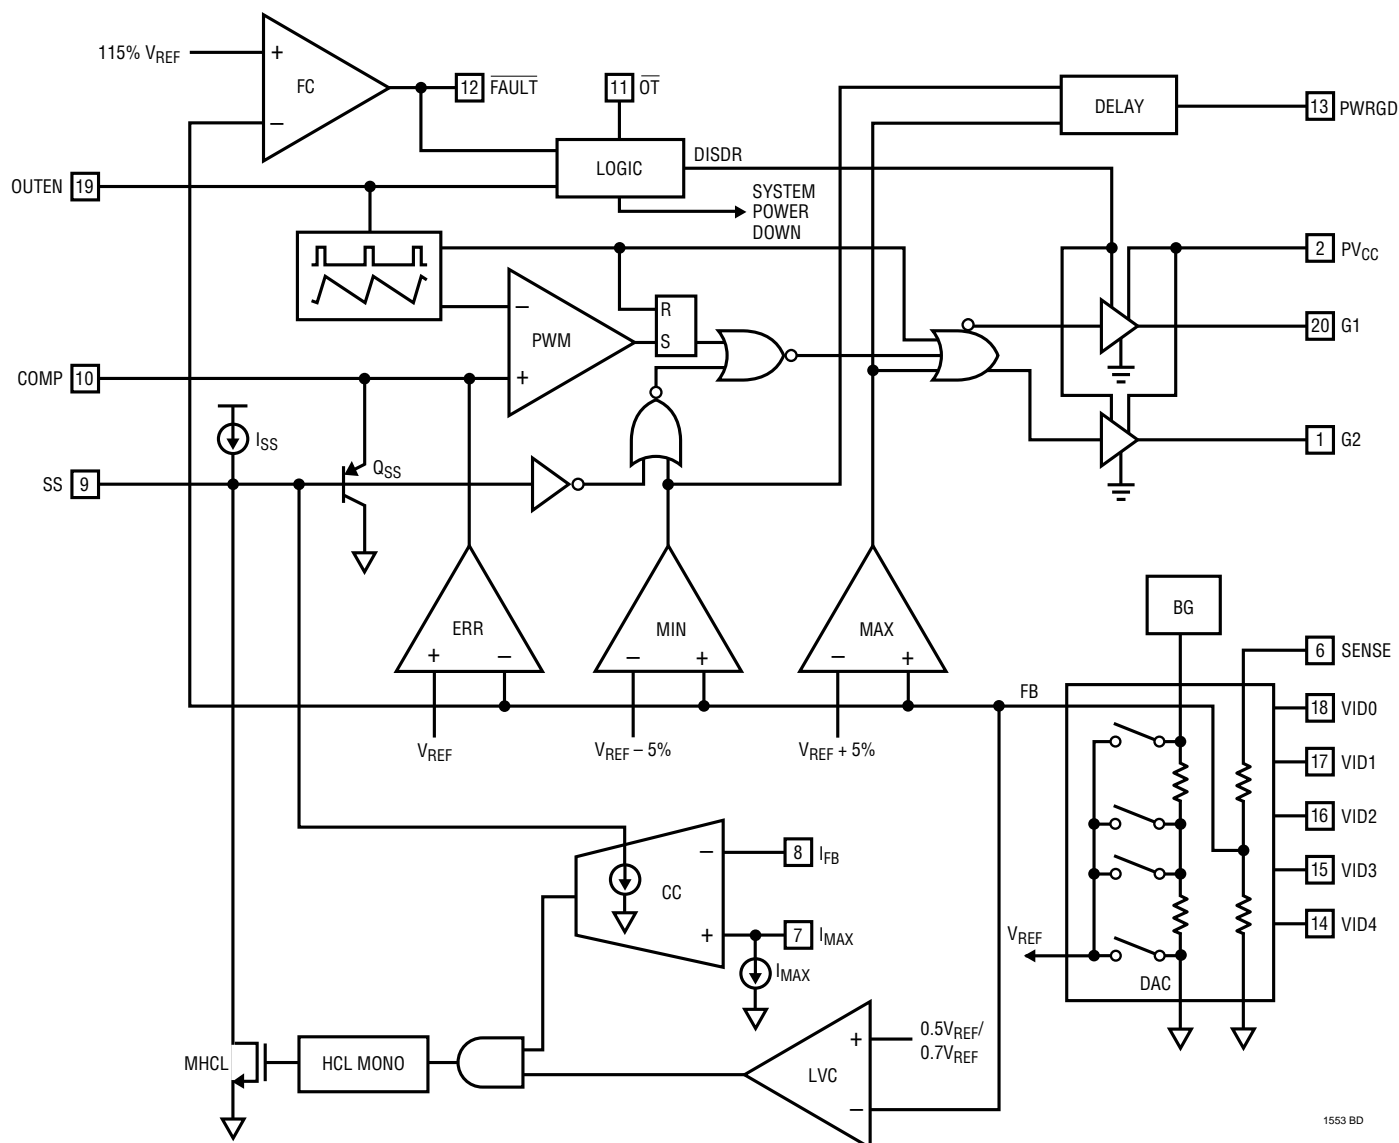 115% VREF
+
−
FC
12 FAULT
11 OT
DELAY
13 PWRGD
LOGIC
DISDR
OUTEN 19
SYSTEM
POWER
DOWN
2 PVCC
−
+
PWM
R
S
20 G1
COMP 10
ISS
QSS
1 G2
SS 9
BG
ERR
+ −
MIN
− +
MAX
− +
6 SENSE
FB
18 VID0
VREF
VREF – 5%
VREF + 5%
17 VID1
16 VID2
15 VID3
14 VID4
−
8 IFB
CC
+
7 IMAX
IMAX
VREF
DAC
MHCL
HCL MONO
LVC
+
−
0.5VREF/
0.7VREF
1553 BD